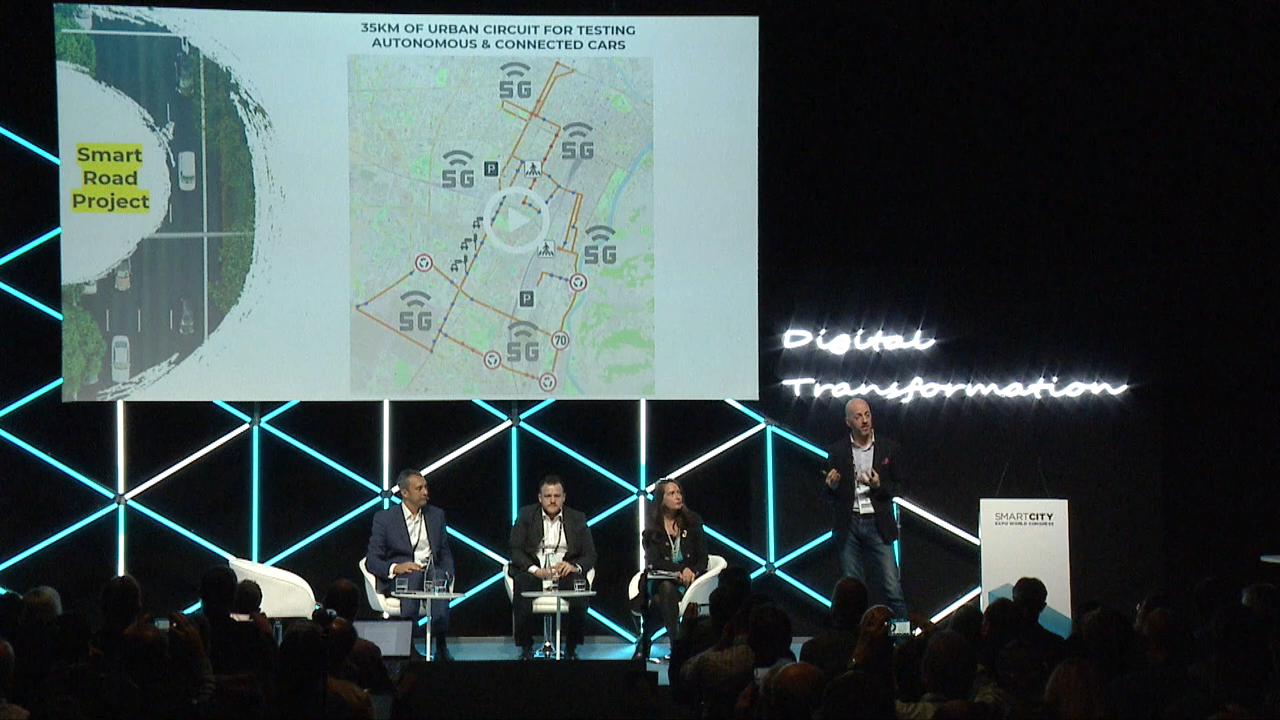 35KM OF URBAN CIRCUIT FOR TESTING
AUTONOMOUS & CONNECTED CARS
Smart
Road
Project
5G
5G
5G
P
5G
P
5G
5G
70
Digital
Transformation
SMARTCITY
EXPO WORLD CONGRESS